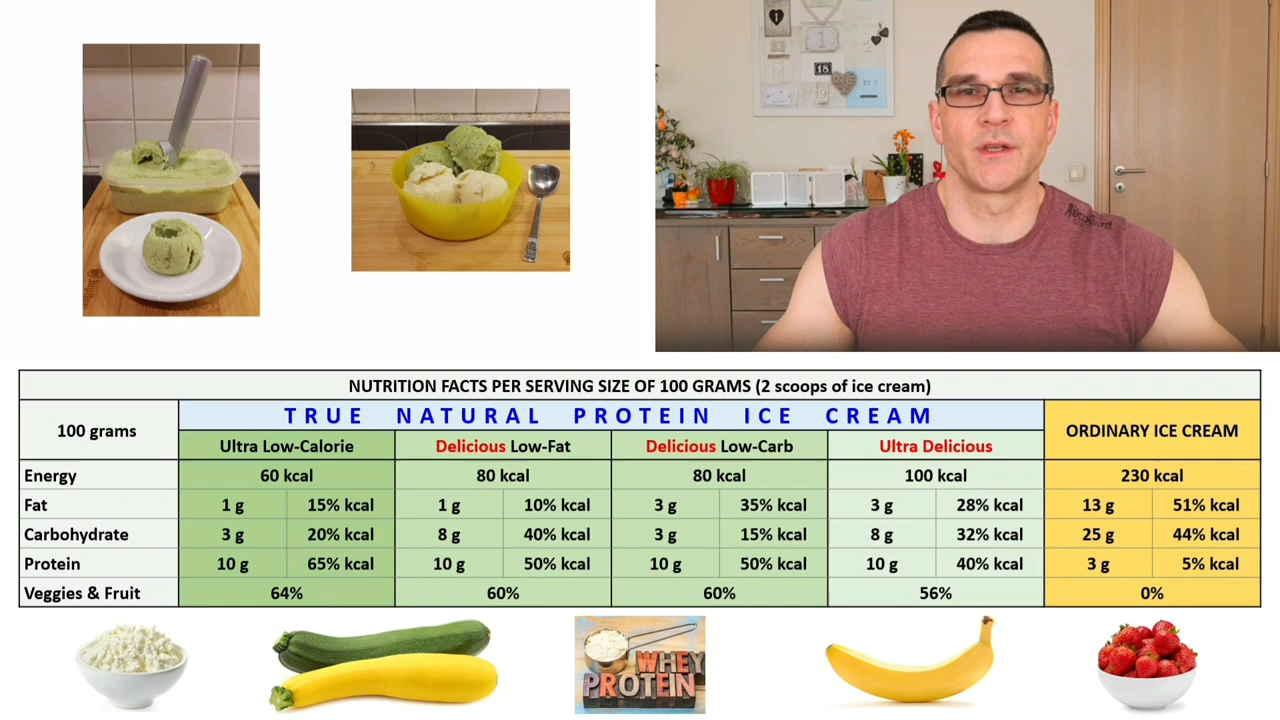 1
18
NUTRITION FACTS PER SERVING SIZE OF 100 GRAMS (2 scoops of ice cream)
100 grams
TRUE NATURAL PROTEIN ICE CREAM
ORDINARY ICE CREAM
Ultra Low-Calorie
Delicious Low-Fat
Delicious Low-Carb
Ultra Delicious
Energy 60 kcal 80 kcal 80 kcal 100 kcal 230 kcal
Fat 1 g 15% kcal 1 g 10% kcal 3 g 35% kcal 3 g 28% kcal 13 g 51% kcal
Carbohydrate 3 g 20% kcal 8 g 40% kcal 3 g 15% kcal 8 g 32% kcal 25 g 44% kcal
Protein 10 g 65% kcal 10 g 50% kcal 10 g 50% kcal 10 g 40% kcal 3 g 5% kcal
Veggies & Fruit 64% 60% 60% 56% 0%
WHEY
PROTEIN